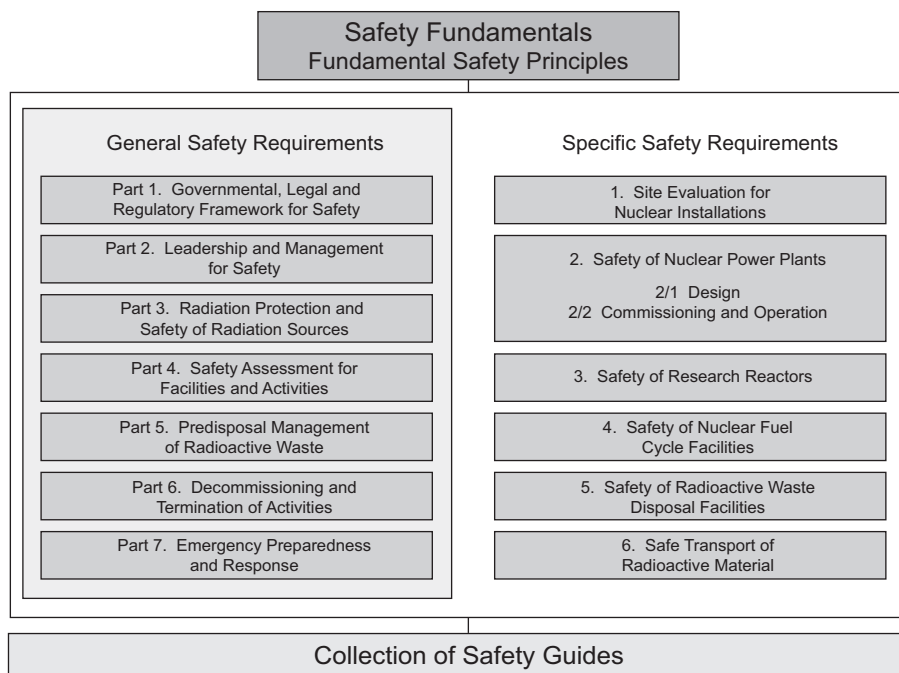 Safety Fundamentals
Fundamental Safety Principles
General Safety Requirements
Part 1. Governmental, Legal and
Regulatory Framework for Safety
Part 2. Leadership and Management
for Safety
Part 3. Radiation Protection and
Safety of Radiation Sources
Part 4. Safety Assessment for
Facilities and Activities
Part 5. Predisposal Management
of Radioactive Waste
Part 6. Decommissioning and
Termination of Activities
Part 7. Emergency Preparedness
and Response
Specific Safety Requirements
1. Site Evaluation for
Nuclear Installations
2. Safety of Nuclear Power Plants
2/1 Design
2/2 Commissioning and Operation
3. Safety of Research Reactors
4. Safety of Nuclear Fuel
Cycle Facilities
5. Safety of Radioactive Waste
Disposal Facilities
6. Safe Transport of
Radioactive Material
Collection of Safety Guides